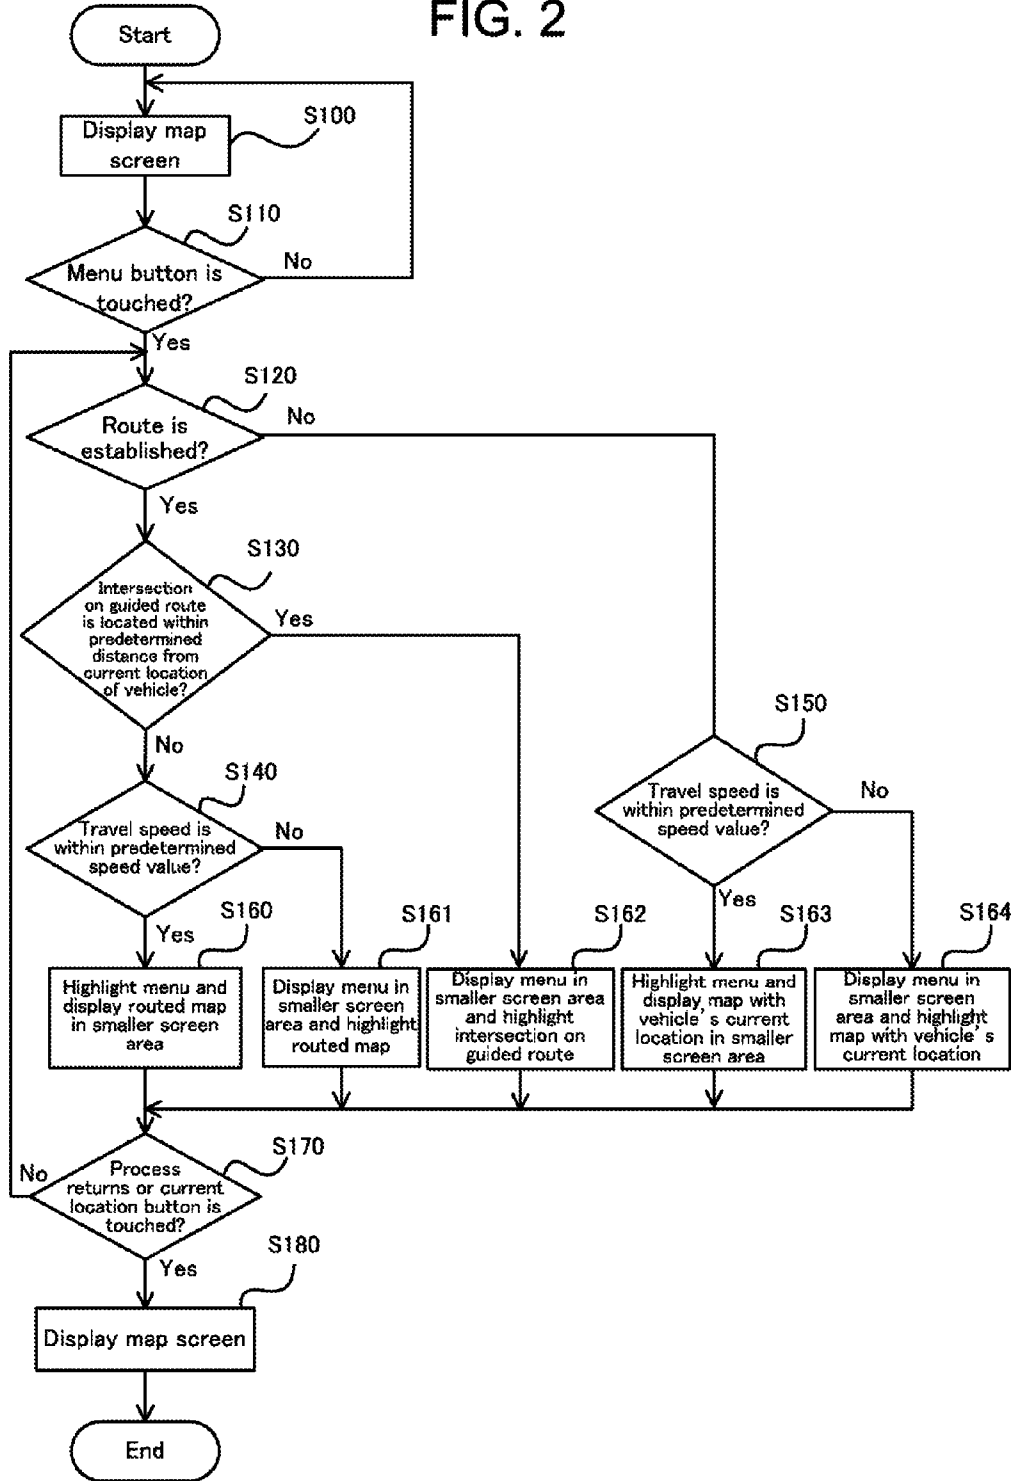 FIG. 2
Start
S100
Display map
screen
S110
Menu button is
touched?
No
Yes
S120
Route is
established?
No
Yes
S130
Intersection
on guided route
is located within
predetermined
distance from
current location
of vehicle?
Yes
No
S140
Travel speed is
within predetermined
speed value?
No
Yes
S150
Travel speed is
within predetermined
speed value?
No
Yes
S160
Highlight menu and
display routed map
in smaller screen
area
S161
Display menu in
smaller screen
area and highlight
routed map
S162
Display menu in
smaller screen area
and highlight
intersection on
guided route
S163
Highlight menu and
display map with
vehicle's current
location in smaller
screen area
S164
Display menu in
smaller screen
area and highlight
map with vehicle's
current location
S170
Process
returns or current
location button is
touched?
No
Yes
S180
Display map screen
End